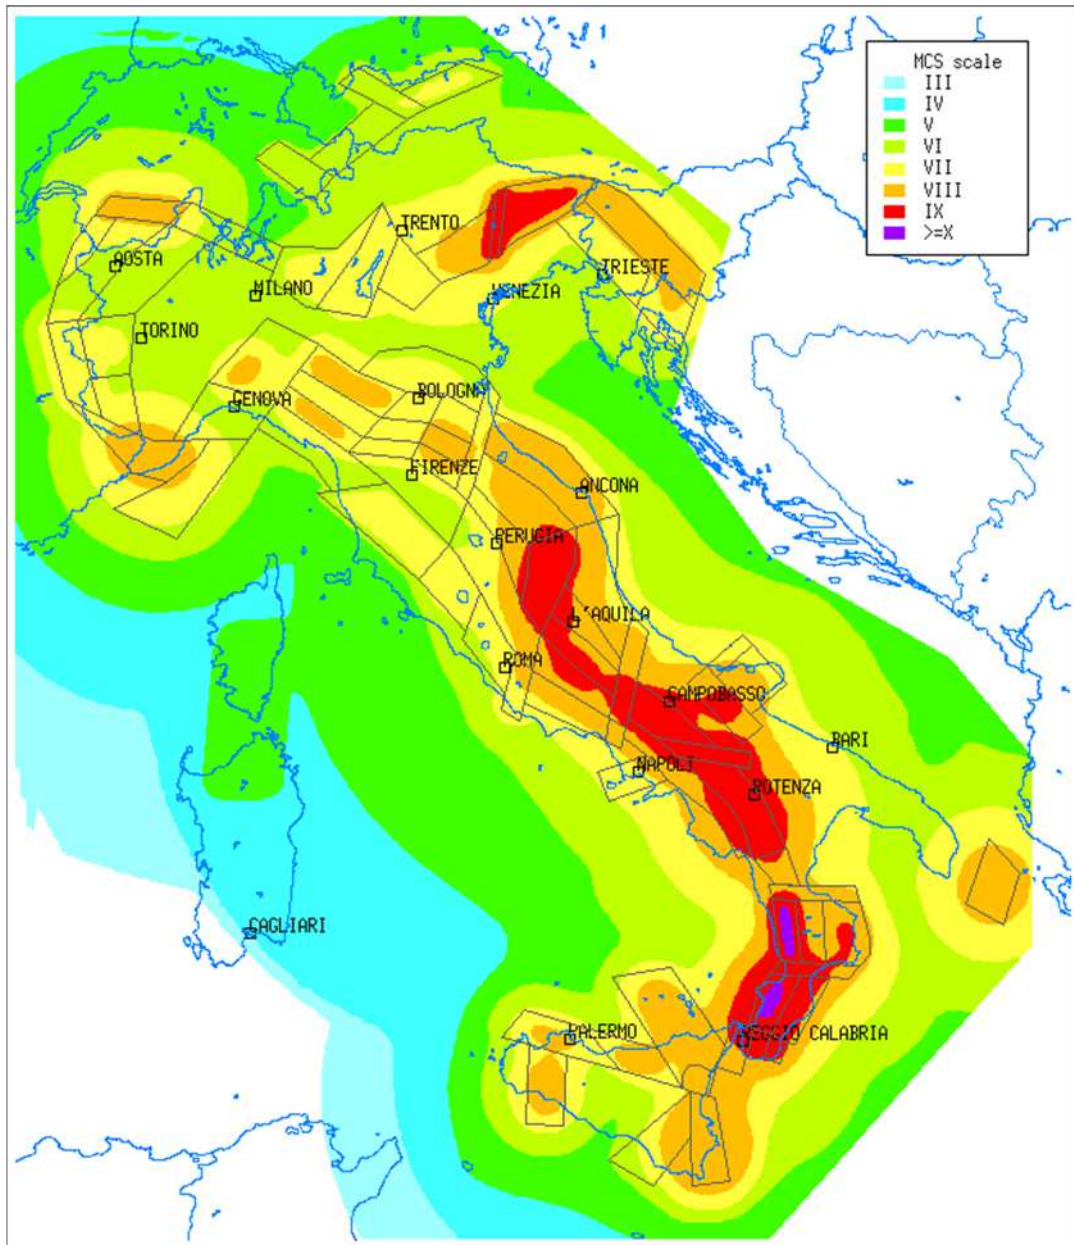 MCS scale
III
IV
V
VI
VII
VIII
IX
>=X
TRENTO
AOSTA
TRIESTE
MILANO
VENEZIA
TORINO
BOLOGNA
GENOVA
FIRENZE
ANCONA
PERUGIA
L'AQUILA
ROMA
CAMPOBASSO
BARI
NAPOLI
POTENZA
CAGLIARI
PALERMO
REGGIO CALABRIA